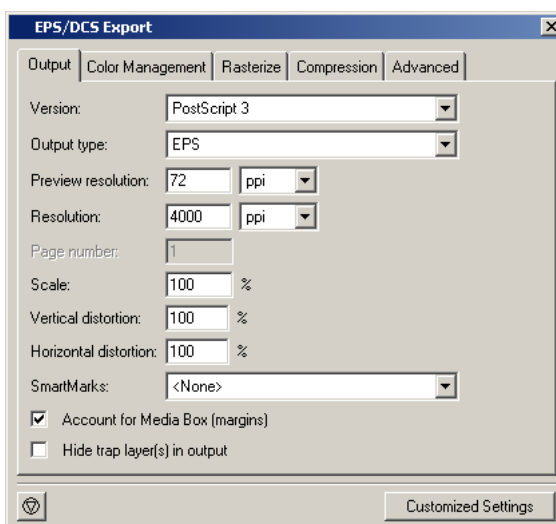 EPS/DCS Export
Output Color Management Rasterize Compression Advanced
Version: PostScript 3
Output type: EPS
Preview resolution: 72 ppi
Resolution: 4000 ppi
Page number: 1
Scale: 100 %
Vertical distortion: 100 %
Horizontal distortion: 100 %
SmartMarks: <None>
Account for Media Box (margins)
Hide trap layer(s) in output
Customized Settings